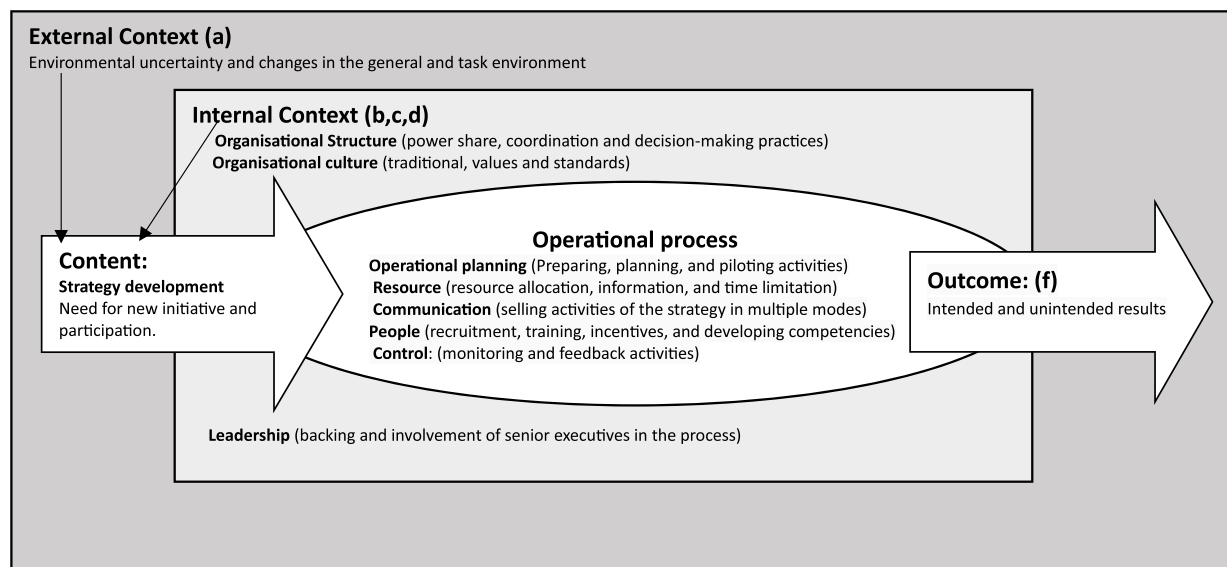 External Context (a)
Environmental uncertainty and changes in the general and task environment
Internal Context (b,c,d)
Organisational Structure (power share, coordination and decision-making practices)
Organisational culture (traditional, values and standards)
Content:
Strategy development
Need for new initiative and
participation.
Operational process
Operational planning (Preparing, planning, and piloting activities)
Resource (resource allocation, information, and time limitation)
Communication (selling activities of the strategy in multiple modes)
People (recruitment, training, incentives, and developing competencies)
Control: (monitoring and feedback activities)
Outcome: (f)
Intended and unintended results
Leadership (backing and involvement of senior executives in the process)